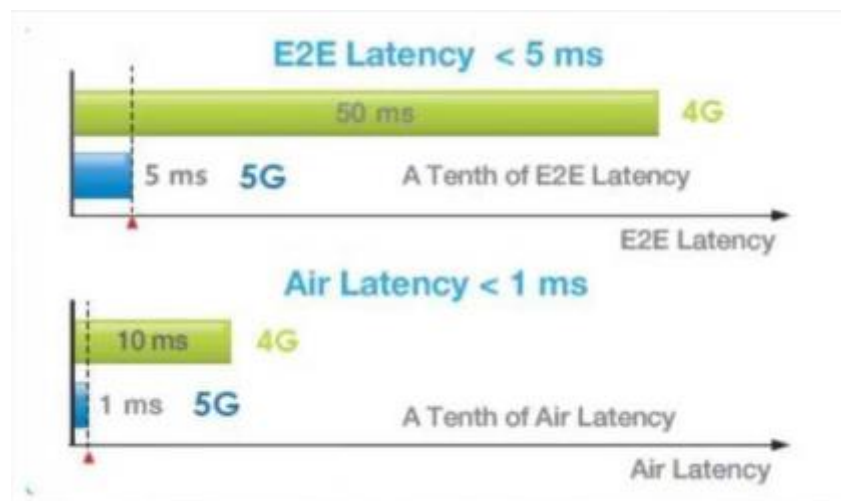 E2E Latency < 5 ms
50 ms 4G
5 ms 5G A Tenth of E2E Latency
E2E Latency
Air Latency < 1 ms
10 ms 4G
1 ms 5G A Tenth of Air Latency
Air Latency